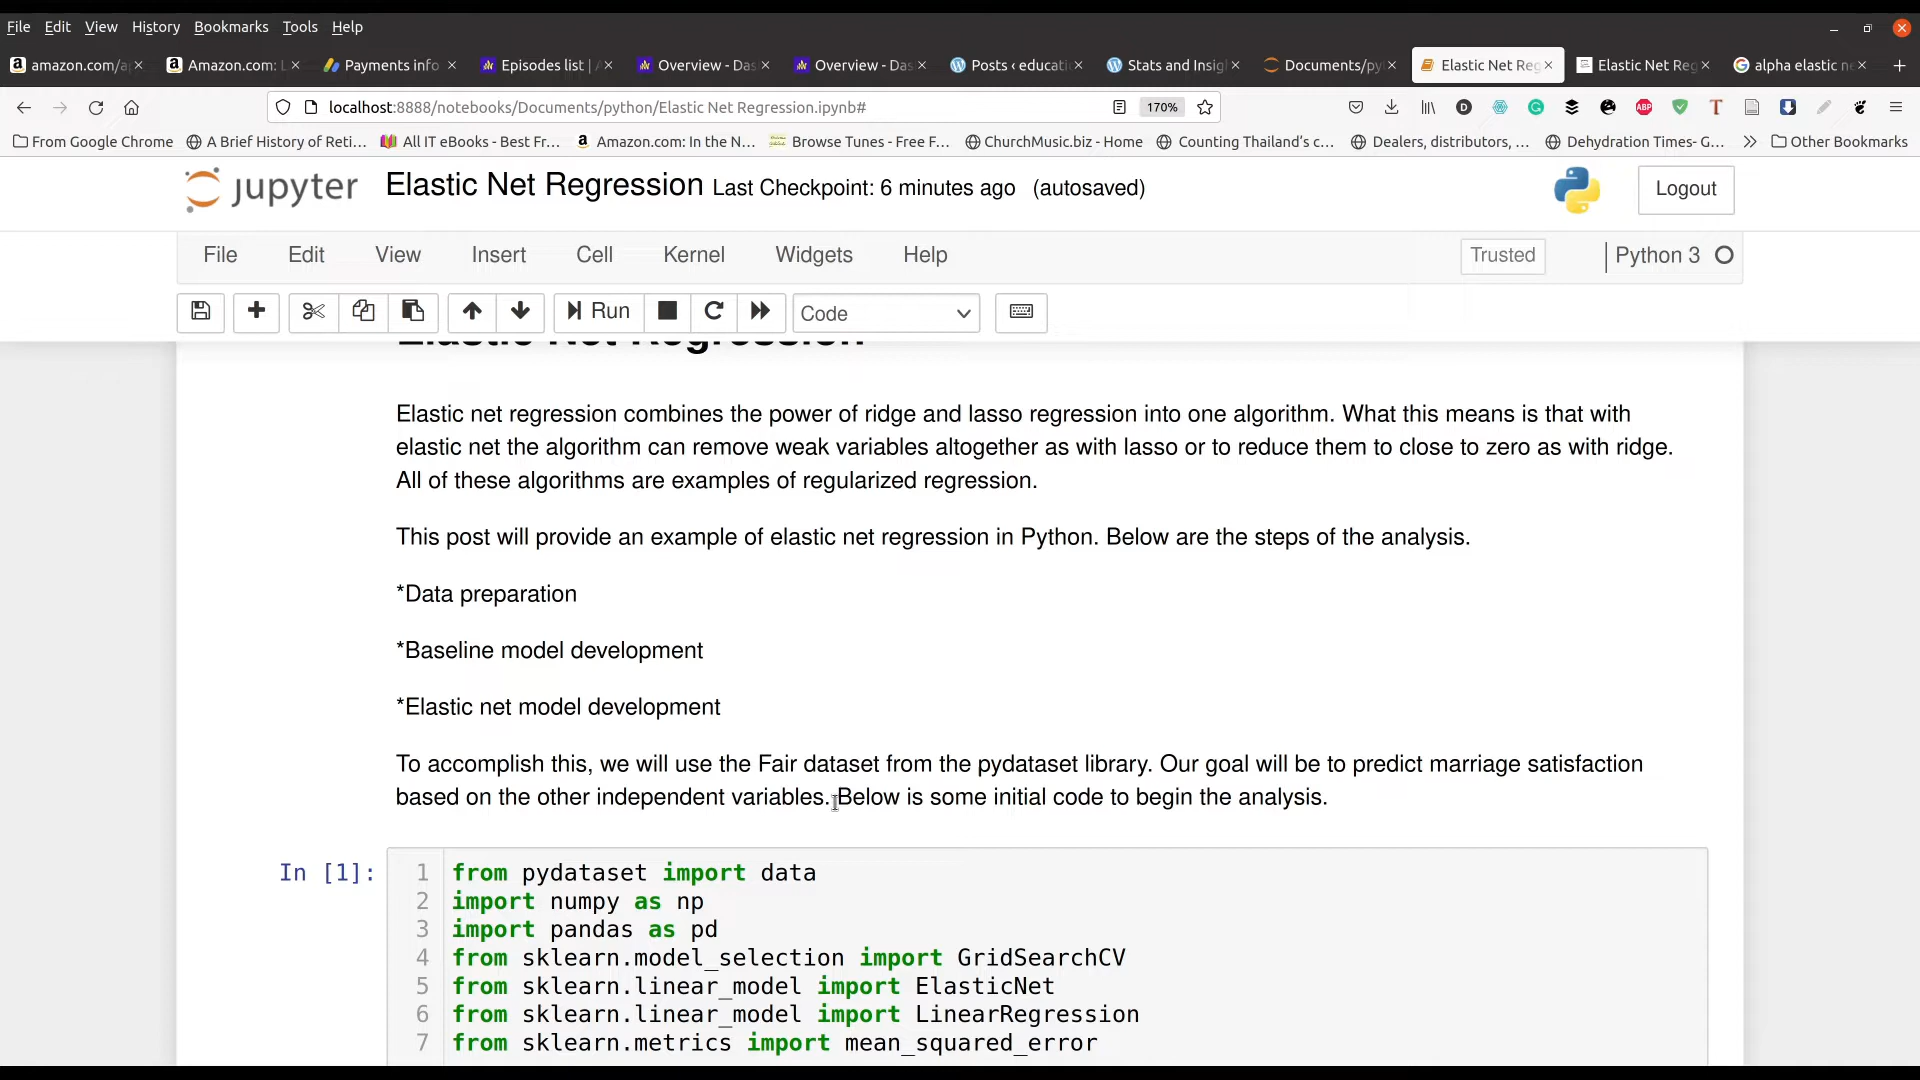 File Edit View History Bookmarks Tools Help
amazon.com/a
Amazon.com: L
Payments info
Episodes list | A
Overview - Das
Overview - Das
Posts ‹ educati
Stats and Insig
Documents/py
Elastic Net Reg
Elastic Net Reg
alpha elastic ne
localhost:8888/notebooks/Documents/python/Elastic Net Regression.ipynb#
170%
From Google Chrome
A Brief History of Reti...
All IT eBooks - Best Fr...
Amazon.com: In the N...
Browse Tunes - Free F...
ChurchMusic.biz - Home
Counting Thailand's c...
Dealers, distributors, ...
Dehydration Times- G...
Other Bookmarks
jupyter Elastic Net Regression Last Checkpoint: 6 minutes ago (autosaved)
Logout
File Edit View Insert Cell Kernel Widgets Help
Trusted
Python 3
Run
Code
Elastic Net Regression
Elastic net regression combines the power of ridge and lasso regression into one algorithm. What this means is that with
elastic net the algorithm can remove weak variables altogether as with lasso or to reduce them to close to zero as with ridge.
All of these algorithms are examples of regularized regression.
This post will provide an example of elastic net regression in Python. Below are the steps of the analysis.
*Data preparation
*Baseline model development
*Elastic net model development
To accomplish this, we will use the Fair dataset from the pydataset library. Our goal will be to predict marriage satisfaction
based on the other independent variables. Below is some initial code to begin the analysis.
In [1]:
1 from pydataset import data
2 import numpy as np
3 import pandas as pd
4 from sklearn.model_selection import GridSearchCV
5 from sklearn.linear_model import ElasticNet
6 from sklearn.linear_model import LinearRegression
7 from sklearn.metrics import mean_squared_error